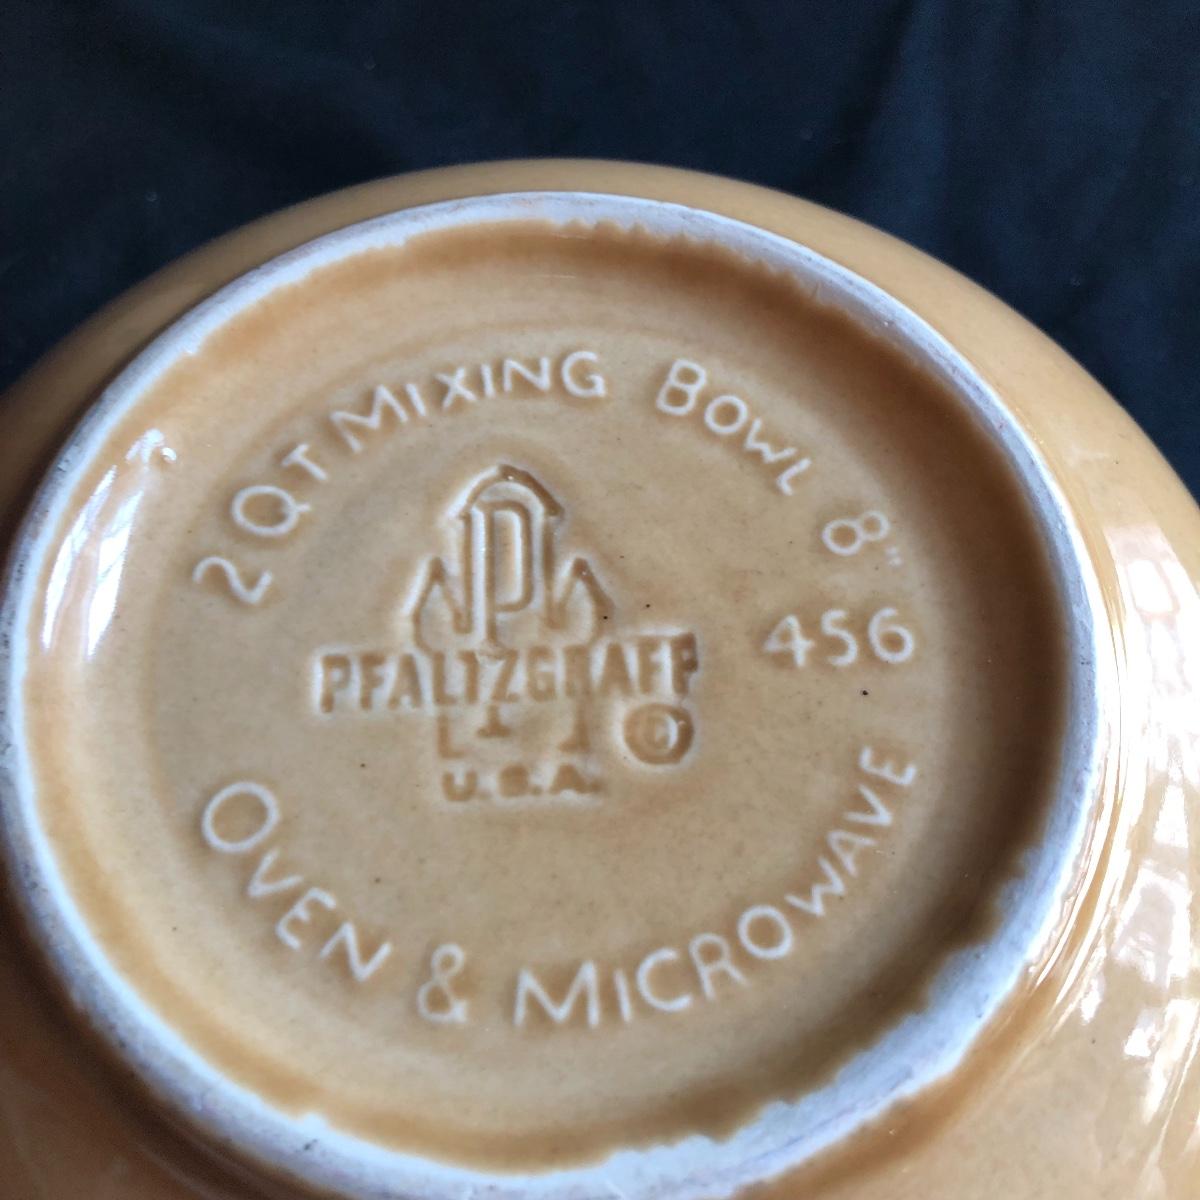 2 QT MIXING BOWL 8"
456
P
PFALTZGRAFF
©
U.S.A.
OVEN & MICROWAVE